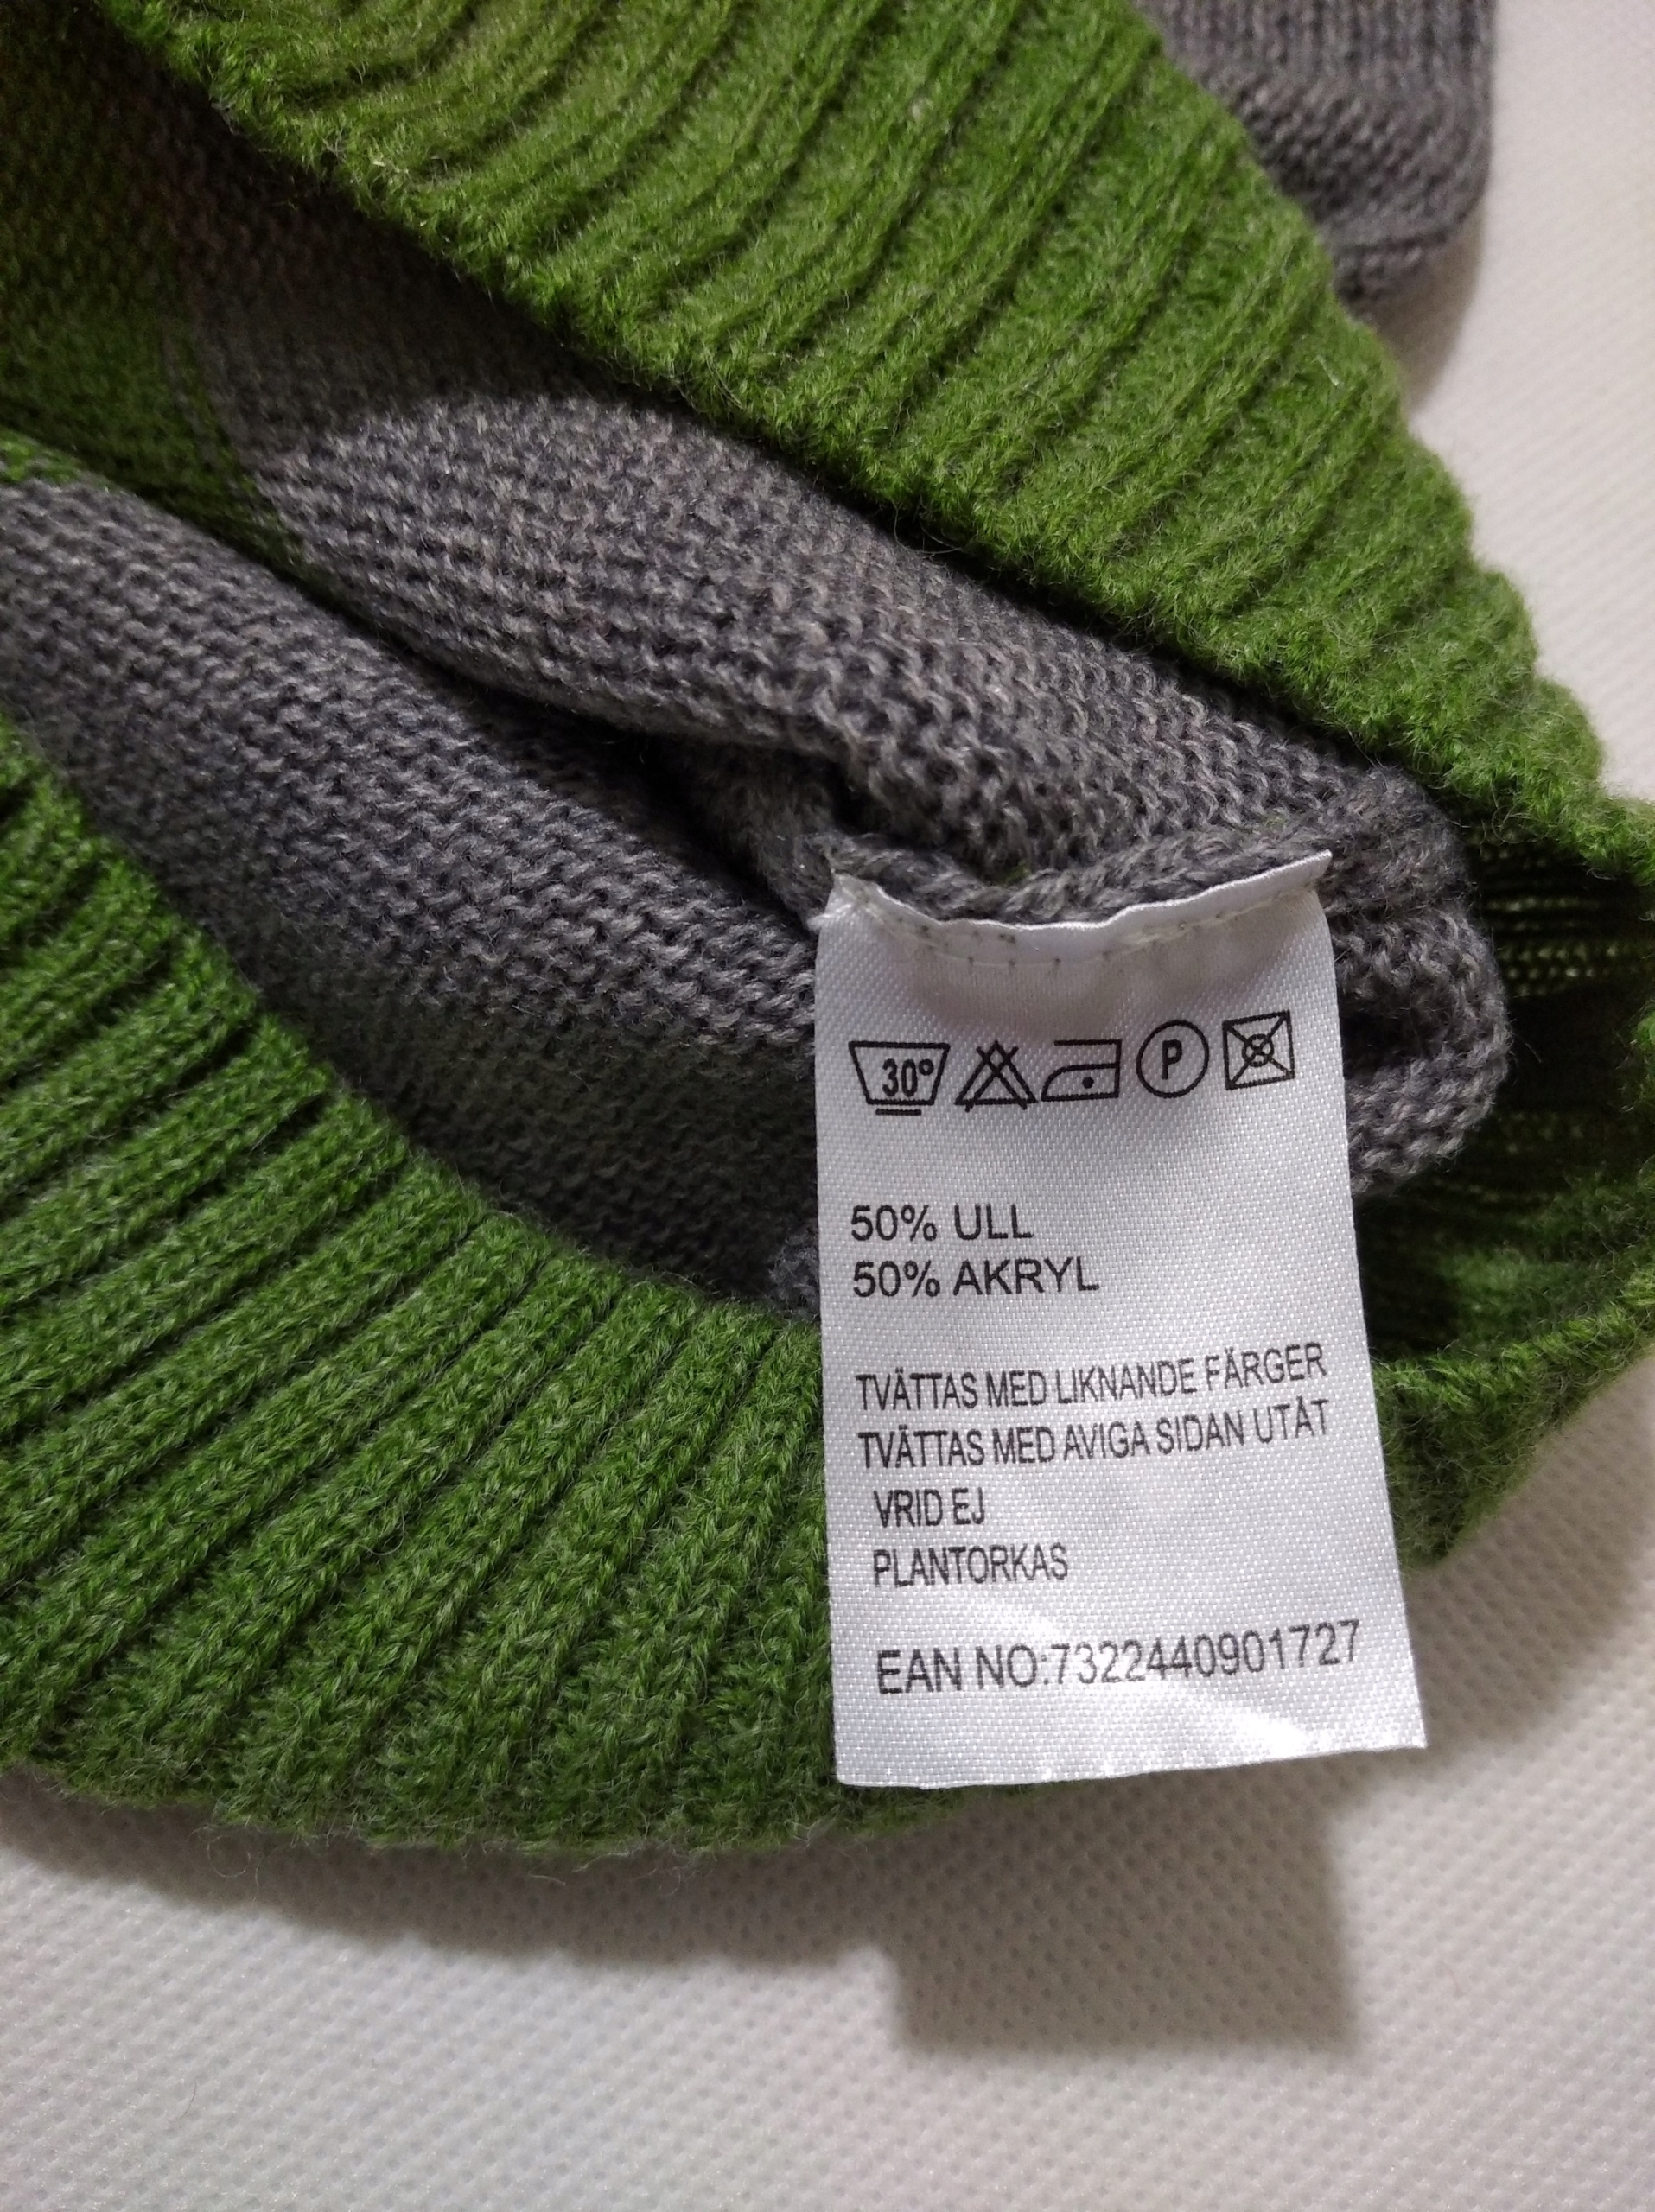 30°
P
50% ULL
50% AKRYL
TVÄTTAS MED LIKNANDE FÄRGER
TVÄTTAS MED AVIGA SIDAN UTÅT
VRID EJ
PLANTORKAS
EAN NO:7322440901727